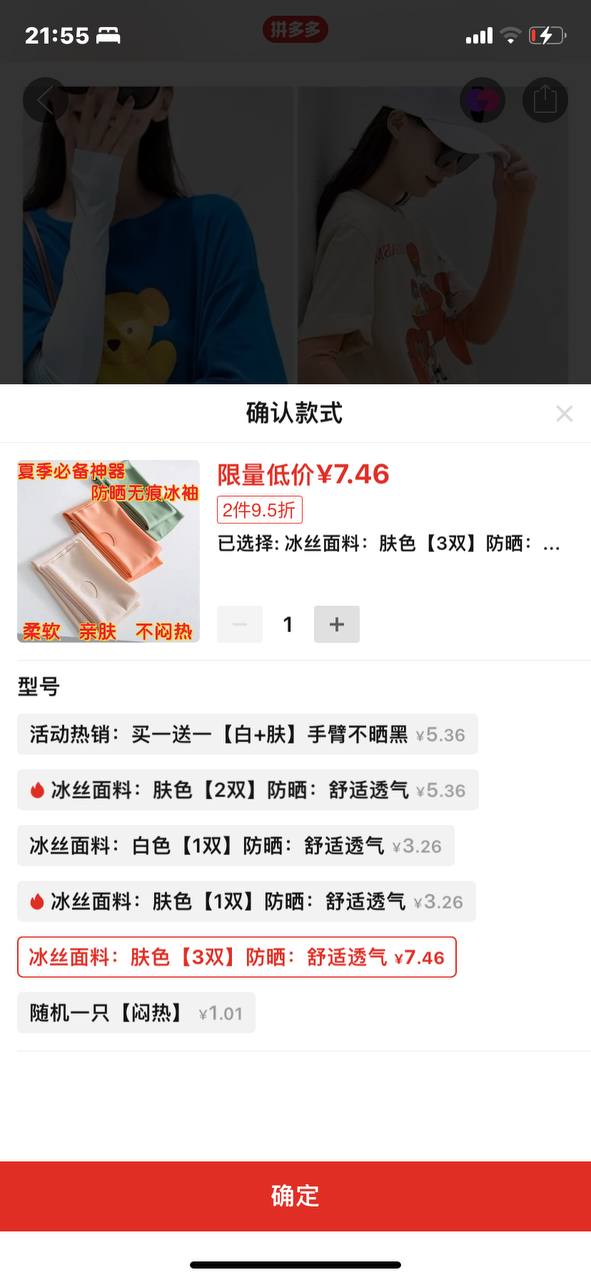 21:55
拼多多
确认款式
夏季必备神器
防晒无痕冰袖
柔软 亲肤 不闷热
限量低价¥7.46
2件9.5折
已选择: 冰丝面料：肤色【3双】防晒：...
1
型号
活动热销：买一送一【白+肤】手臂不晒黑 ¥5.36
冰丝面料：肤色【2双】防晒：舒适透气 ¥5.36
冰丝面料：白色【1双】防晒：舒适透气 ¥3.26
冰丝面料：肤色【1双】防晒：舒适透气 ¥3.26
冰丝面料：肤色【3双】防晒：舒适透气 ¥7.46
随机一只【闷热】 ¥1.01
确定